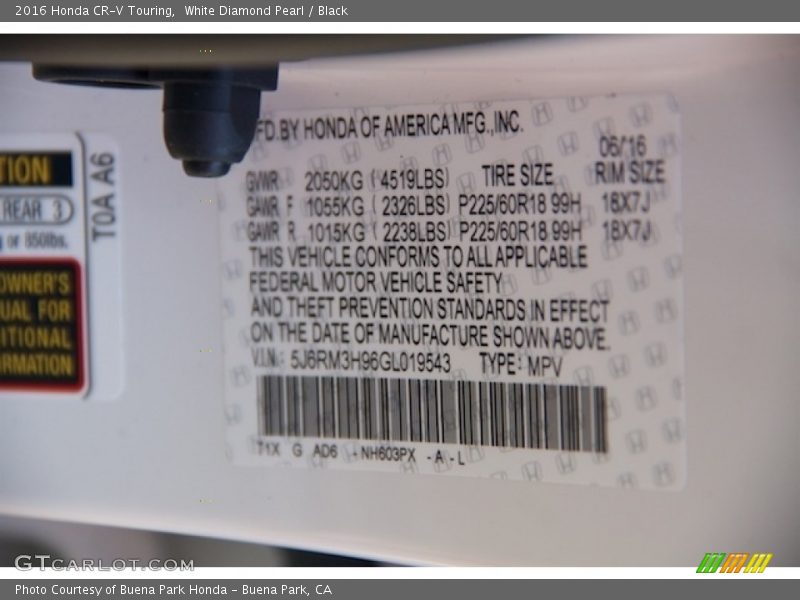 2016 Honda CR-V Touring, White Diamond Pearl / Black
FD.BY HONDA OF AMERICA MFG.,INC.
06/16
GVWR 2050KG (4519LBS) TIRE SIZE RIM SIZE
GAWR F 1055KG (2326LBS) P225/60R18 99H 18X7J
GAWR R 1015KG (2238LBS) P225/60R18 99H 18X7J
THIS VEHICLE CONFORMS TO ALL APPLICABLE
FEDERAL MOTOR VEHICLE SAFETY
AND THEFT PREVENTION STANDARDS IN EFFECT
ON THE DATE OF MANUFACTURE SHOWN ABOVE.
V.I.N.: 5J6RM3H96GL019543 TYPE: MPV
T1X G AD6 -NH603PX -A-L
TION
REAR 3
or 850lbs.
OWNER'S
UAL FOR
ITIONAL
RMATION
T0A A6
GTCARLOT.COM
Photo Courtesy of Buena Park Honda - Buena Park, CA